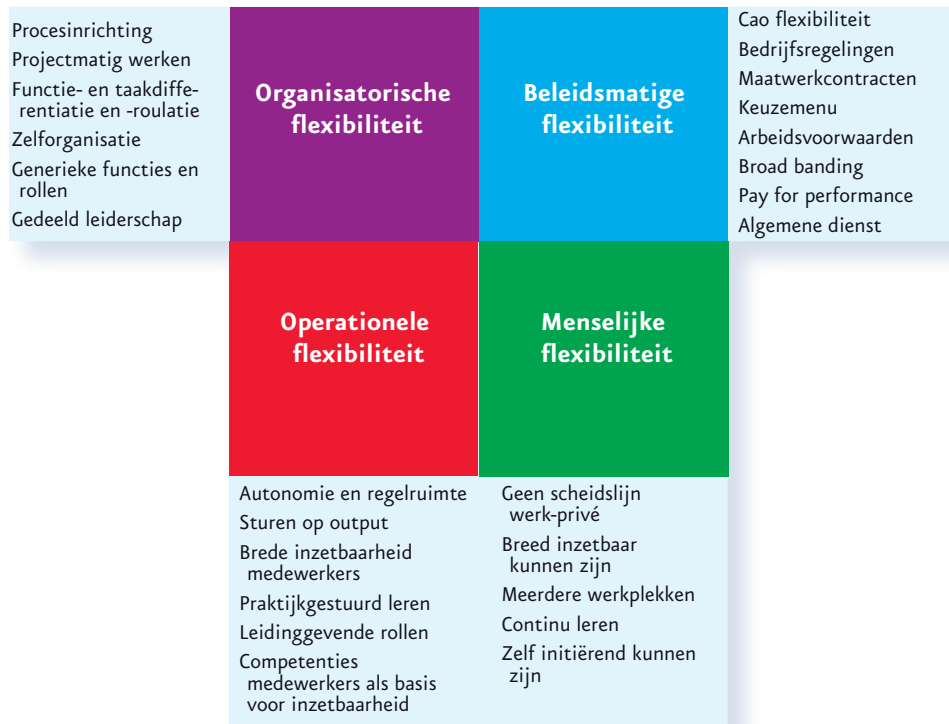 Procesinrichting
Projectmatig werken
Functie- en taakdiffe-
rentiatie en -roulatie
Zelforganisatie
Generieke functies en
rollen
Gedeeld leiderschap
Organisatorische
flexibiliteit
Beleidsmatige
flexibiliteit
Cao flexibiliteit
Bedrijfsregelingen
Maatwerkcontracten
Keuzemenu
Arbeidsvoorwaarden
Broad banding
Pay for performance
Algemene dienst
Operationele
flexibiliteit
Menselijke
flexibiliteit
Autonomie en regelruimte
Sturen op output
Brede inzetbaarheid
medewerkers
Praktijkgestuurd leren
Leidinggevende rollen
Competenties
medewerkers als basis
voor inzetbaarheid
Geen scheidslijn
werk-privé
Breed inzetbaar
kunnen zijn
Meerdere werkplekken
Continu leren
Zelf initiërend kunnen
zijn